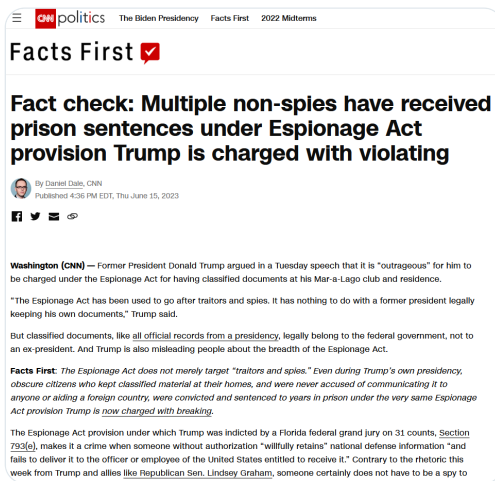 CNN politics The Biden Presidency Facts First 2022 Midterms
Facts First
Fact check: Multiple non-spies have received
prison sentences under Espionage Act
provision Trump is charged with violating
By Daniel Dale, CNN
Published 4:36 PM EDT, Thu June 15, 2023
Washington (CNN) — Former President Donald Trump argued in a Tuesday speech that it is “outrageous” for him to
be charged under the Espionage Act for having classified documents at his Mar-a-Lago club and residence.
“The Espionage Act has been used to go after traitors and spies. It has nothing to do with a former president legally
keeping his own documents,” Trump said.
But classified documents, like all official records from a presidency, legally belong to the federal government, not to
an ex-president. And Trump is also misleading people about the breadth of the Espionage Act.
Facts First: The Espionage Act does not merely target “traitors and spies.” Even during Trump’s own presidency,
obscure citizens who kept classified material at their homes, and were never accused of communicating it to
anyone or aiding a foreign country, were convicted and sentenced to years in prison under the very same Espionage
Act provision Trump is now charged with breaking.
The Espionage Act provision under which Trump was indicted by a Florida federal grand jury on 31 counts, Section
793(e), makes it a crime when someone without authorization “willfully retains” national defense information “and
fails to deliver it to the officer or employee of the United States entitled to receive it.” Contrary to the rhetoric this
week from Trump and allies like Republican Sen. Lindsey Graham, someone certainly does not have to be a spy to